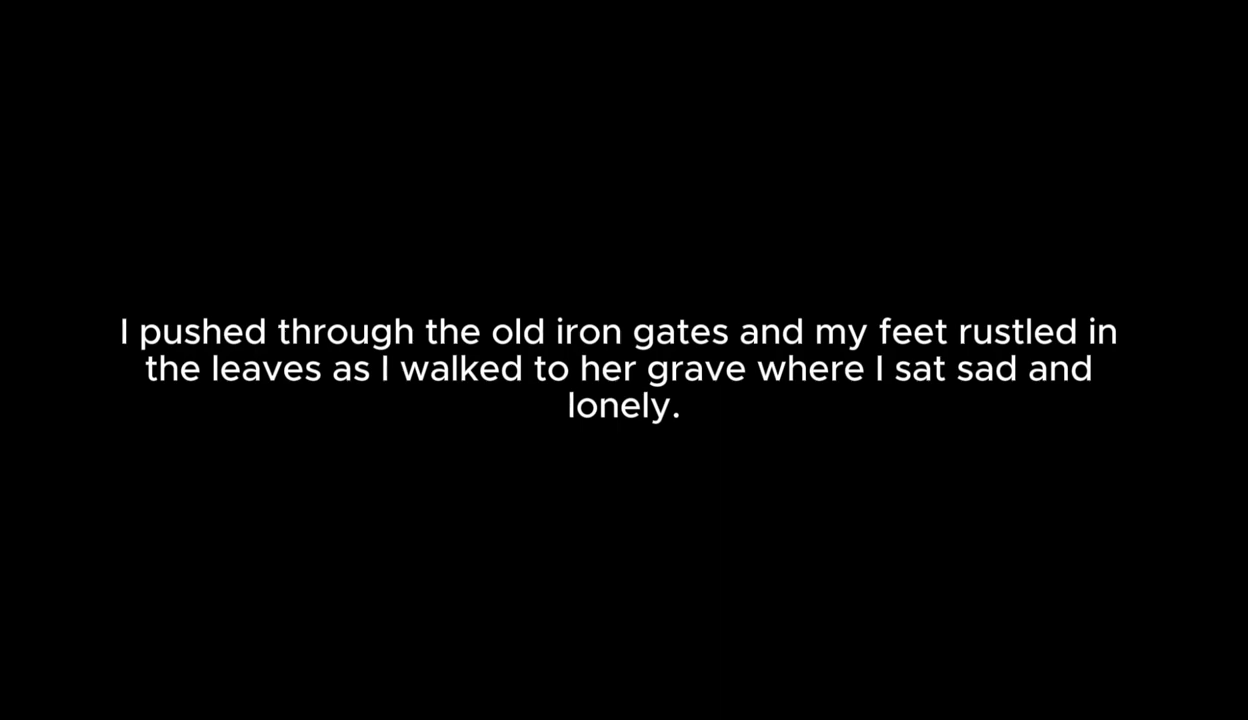 I pushed through the old iron gates and my feet rustled in
the leaves as I walked to her grave where I sat sad and
lonely.